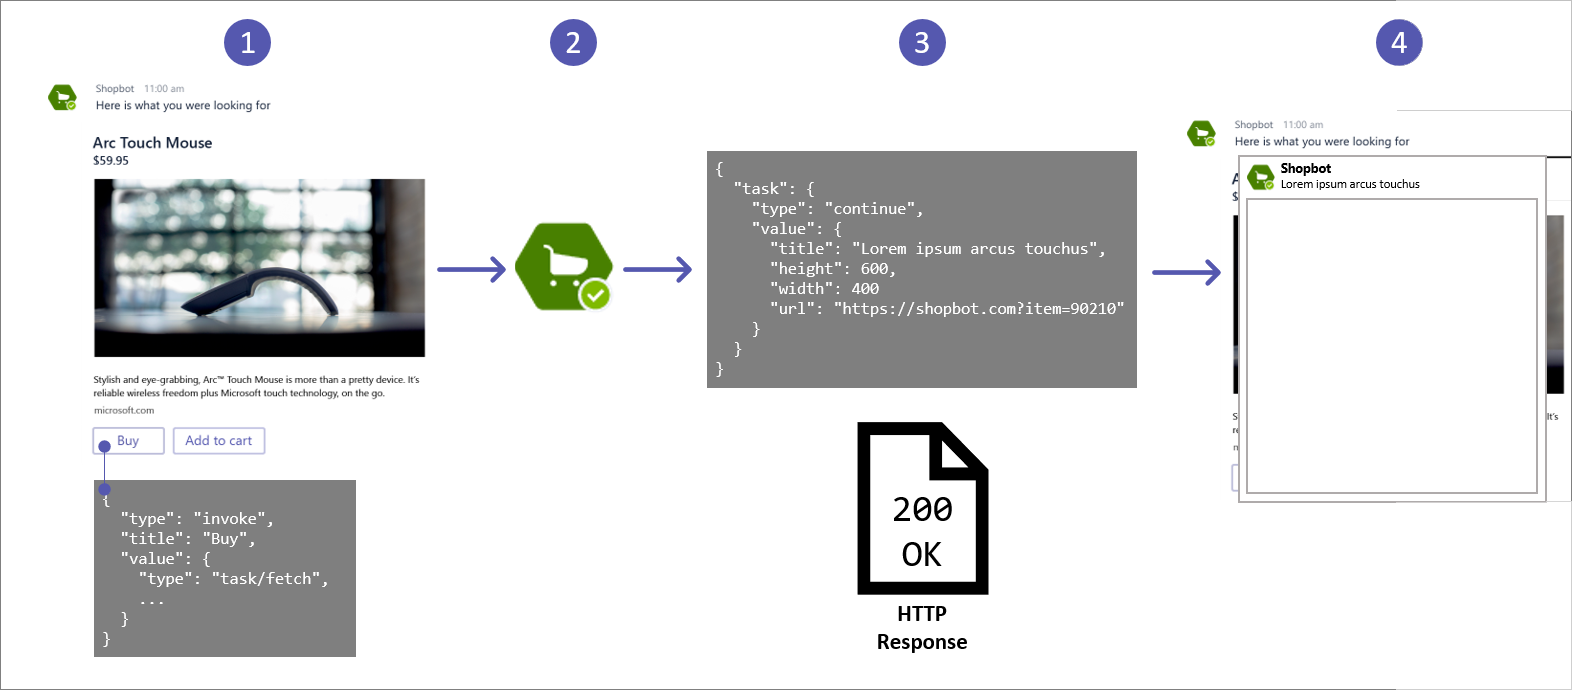 1
2
3
4
Shopbot 11:00 am
Here is what you were looking for
Arc Touch Mouse
$59.95
Stylish and eye-grabbing, Arc™ Touch Mouse is more than a pretty device. It's
reliable wireless freedom plus Microsoft touch technology, on the go.
microsoft.com
Buy
Add to cart
{
"type": "invoke",
"title": "Buy",
"value": {
"type": "task/fetch",
...
}
}
{
"task": {
"type": "continue",
"value": {
"title": "Lorem ipsum arcus touchus",
"height": 600,
"width": 400
"url": "https://shopbot.com?item=90210"
}
}
}
200
OK
HTTP
Response
Shopbot 11:00 am
Here is what you were looking for
Shopbot
Lorem ipsum arcus touchus
$
It's